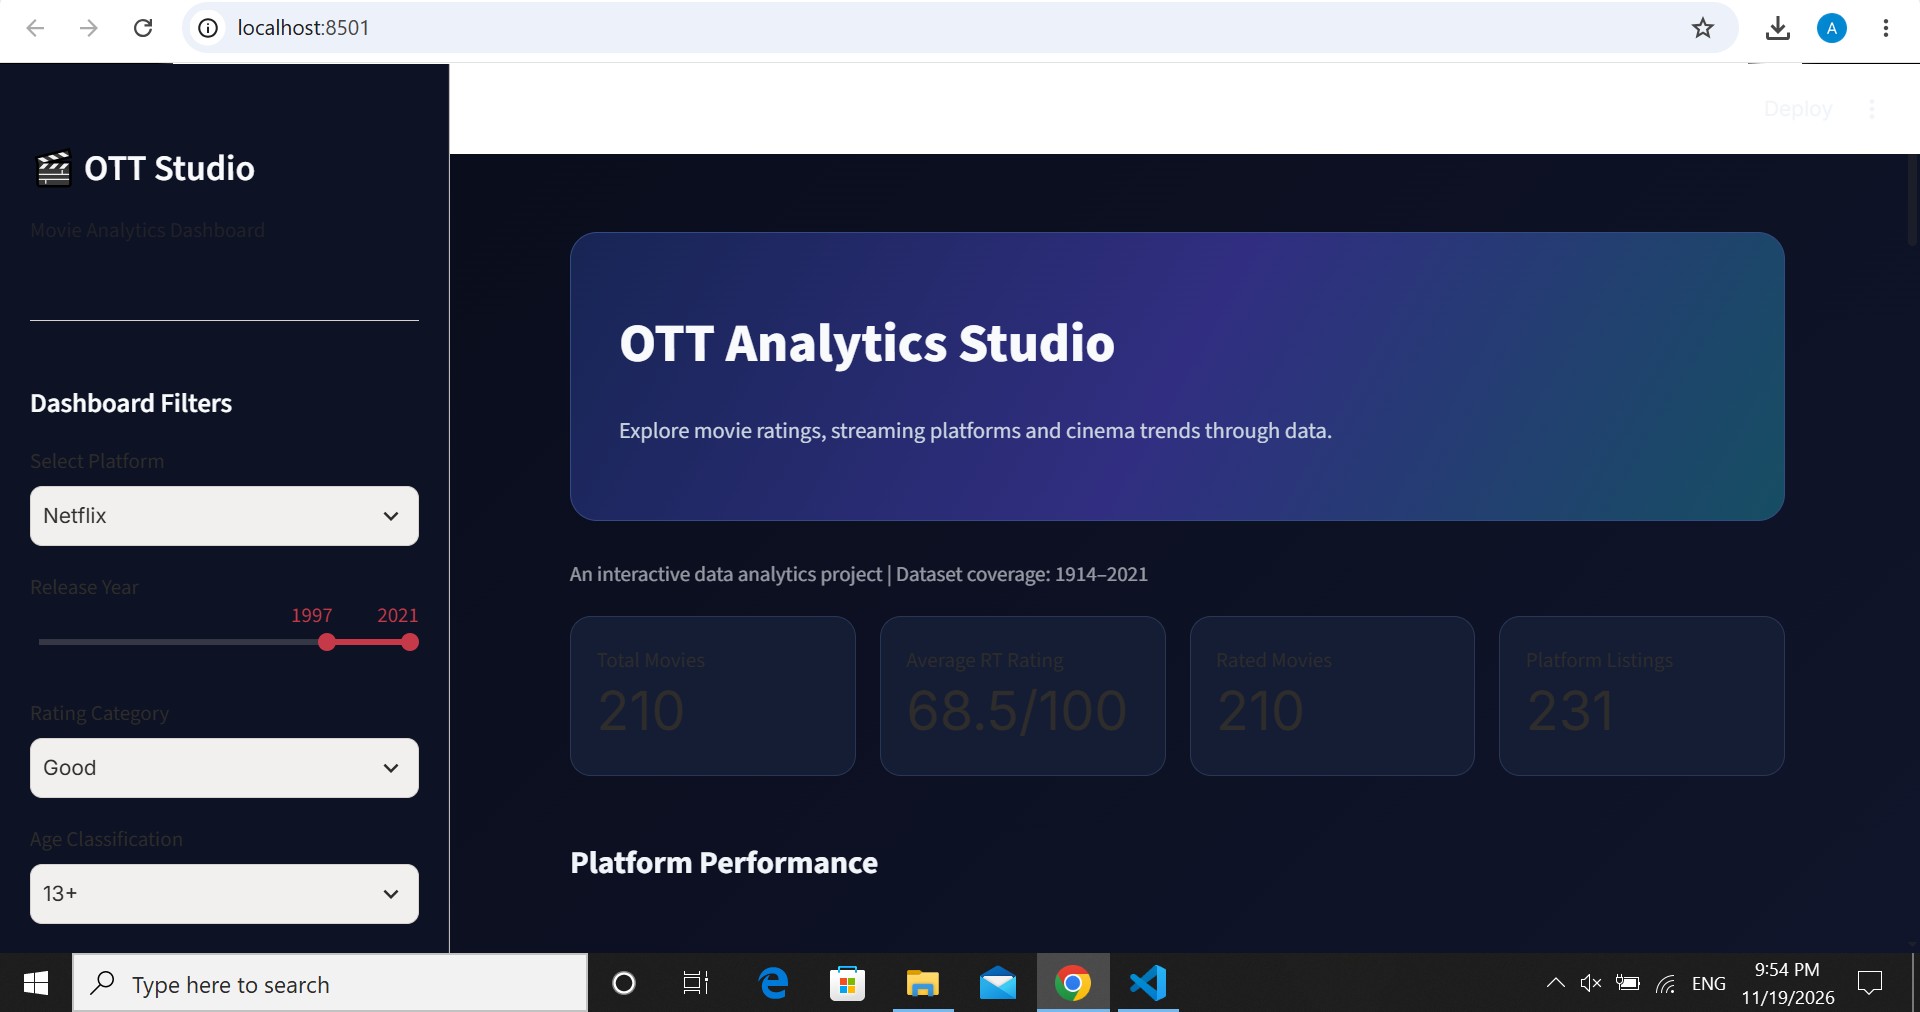 localhost:8501
A
Deploy
OTT Studio
Movie Analytics Dashboard
Dashboard Filters
Select Platform
Netflix
Release Year
1997 2021
Rating Category
Good
Age Classification
13+
OTT Analytics Studio
Explore movie ratings, streaming platforms and cinema trends through data.
An interactive data analytics project | Dataset coverage: 1914–2021
Total Movies
210
Average RT Rating
68.5/100
Rated Movies
210
Platform Listings
231
Platform Performance
Type here to search
ENG
9:54 PM
11/19/2026